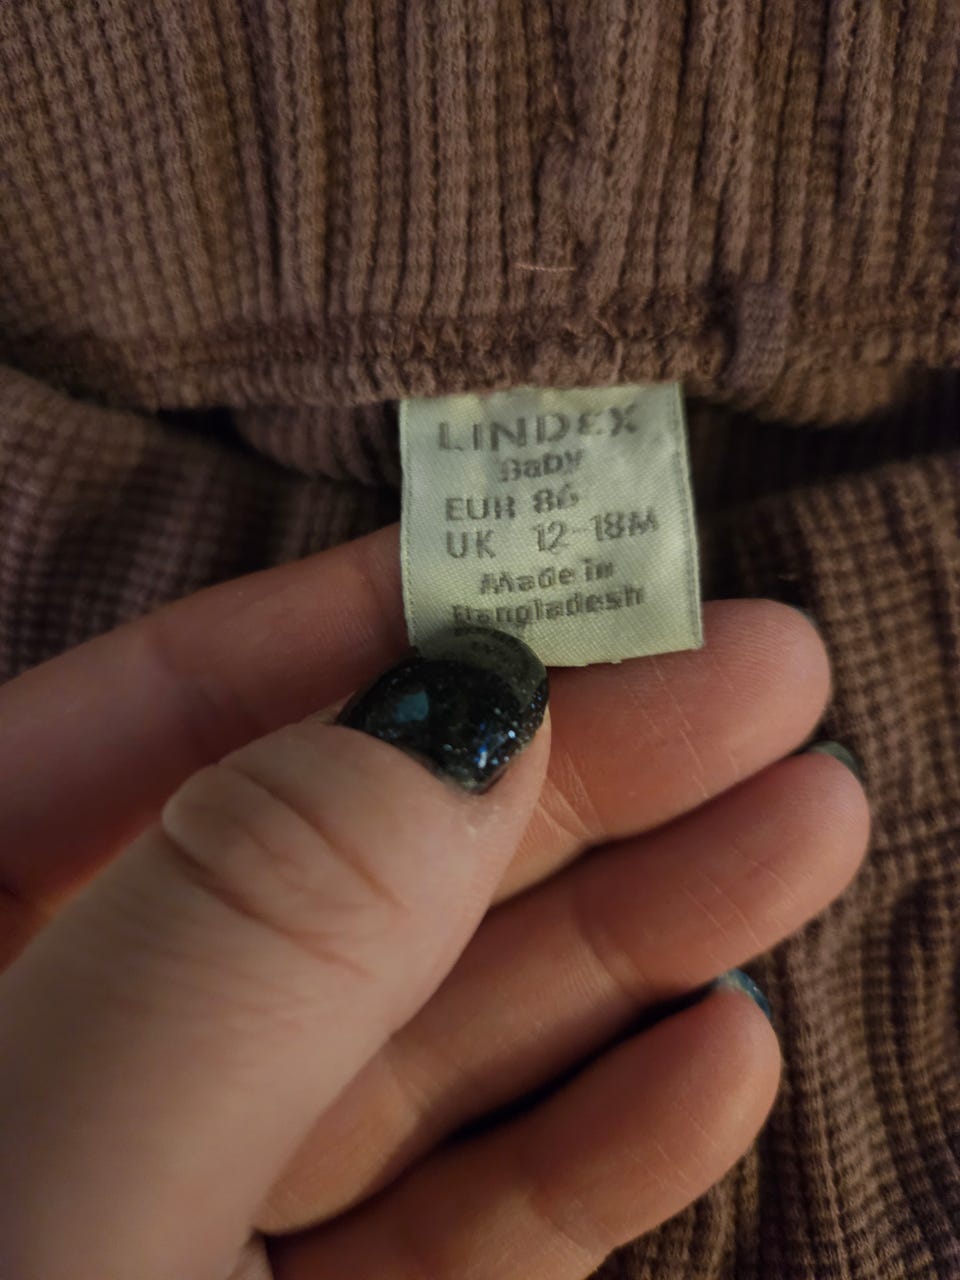 LINDEX
Baby
EUR 86
UK 12-18M
Made in
Bangladesh